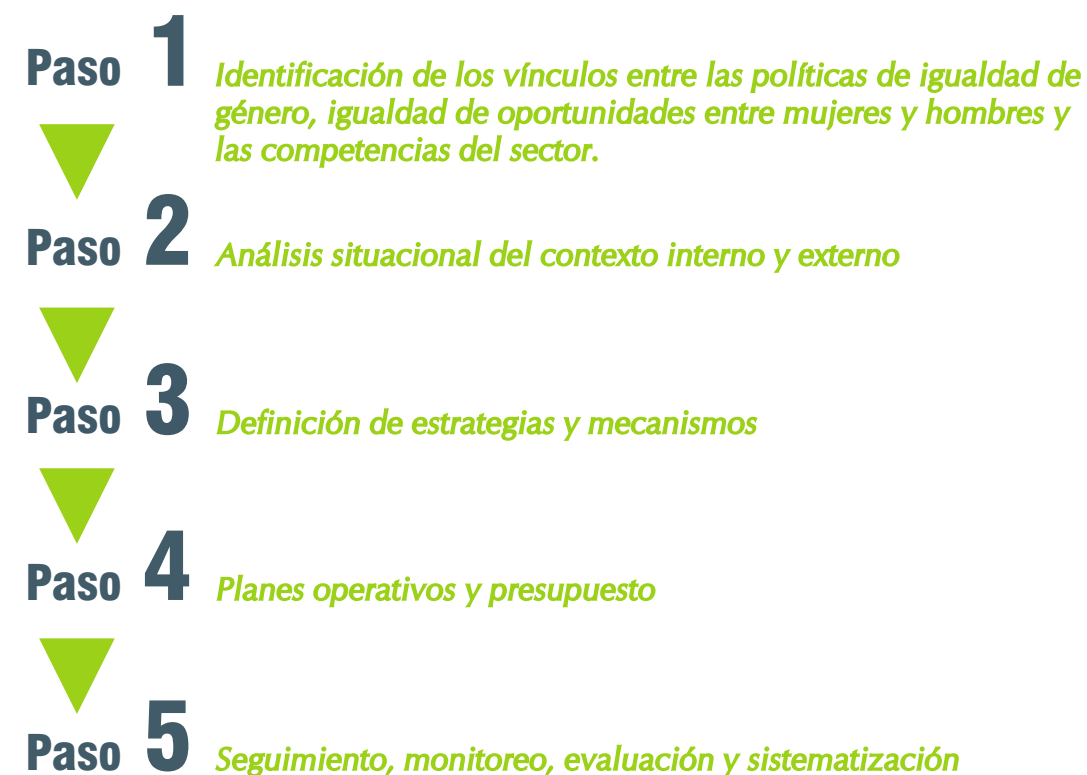 Paso 1 Identificación de los vínculos entre las políticas de igualdad de
género, igualdad de oportunidades entre mujeres y hombres y
las competencias del sector.
Paso 2 Análisis situacional del contexto interno y externo
Paso 3 Definición de estrategias y mecanismos
Paso 4 Planes operativos y presupuesto
Paso 5 Seguimiento, monitoreo, evaluación y sistematización